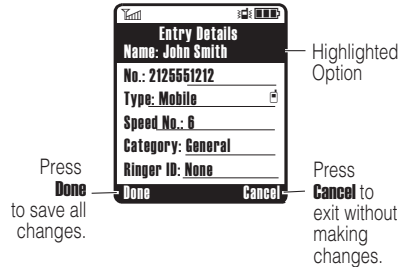 Entry Details
Name: John Smith
No.: 2125551212
Type: Mobile
Speed No.: 6
Category: General
Ringer ID: None
Done
Cancel
Highlighted
Option
Press
Done
to save all
changes.
Press
Cancel to
exit without
making
changes.